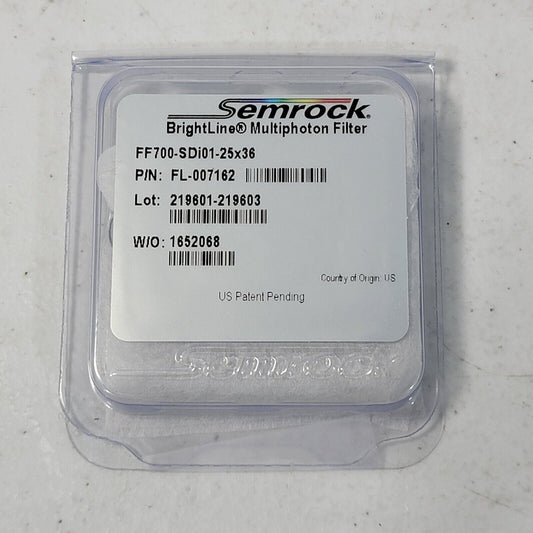 Semrock®
BrightLine® Multiphoton Filter
FF700-SDi01-25x36
P/N: FL-007162
Lot: 219601-219603
W/O: 1652068
Country of Origin: US
US Patent Pending
Semrock